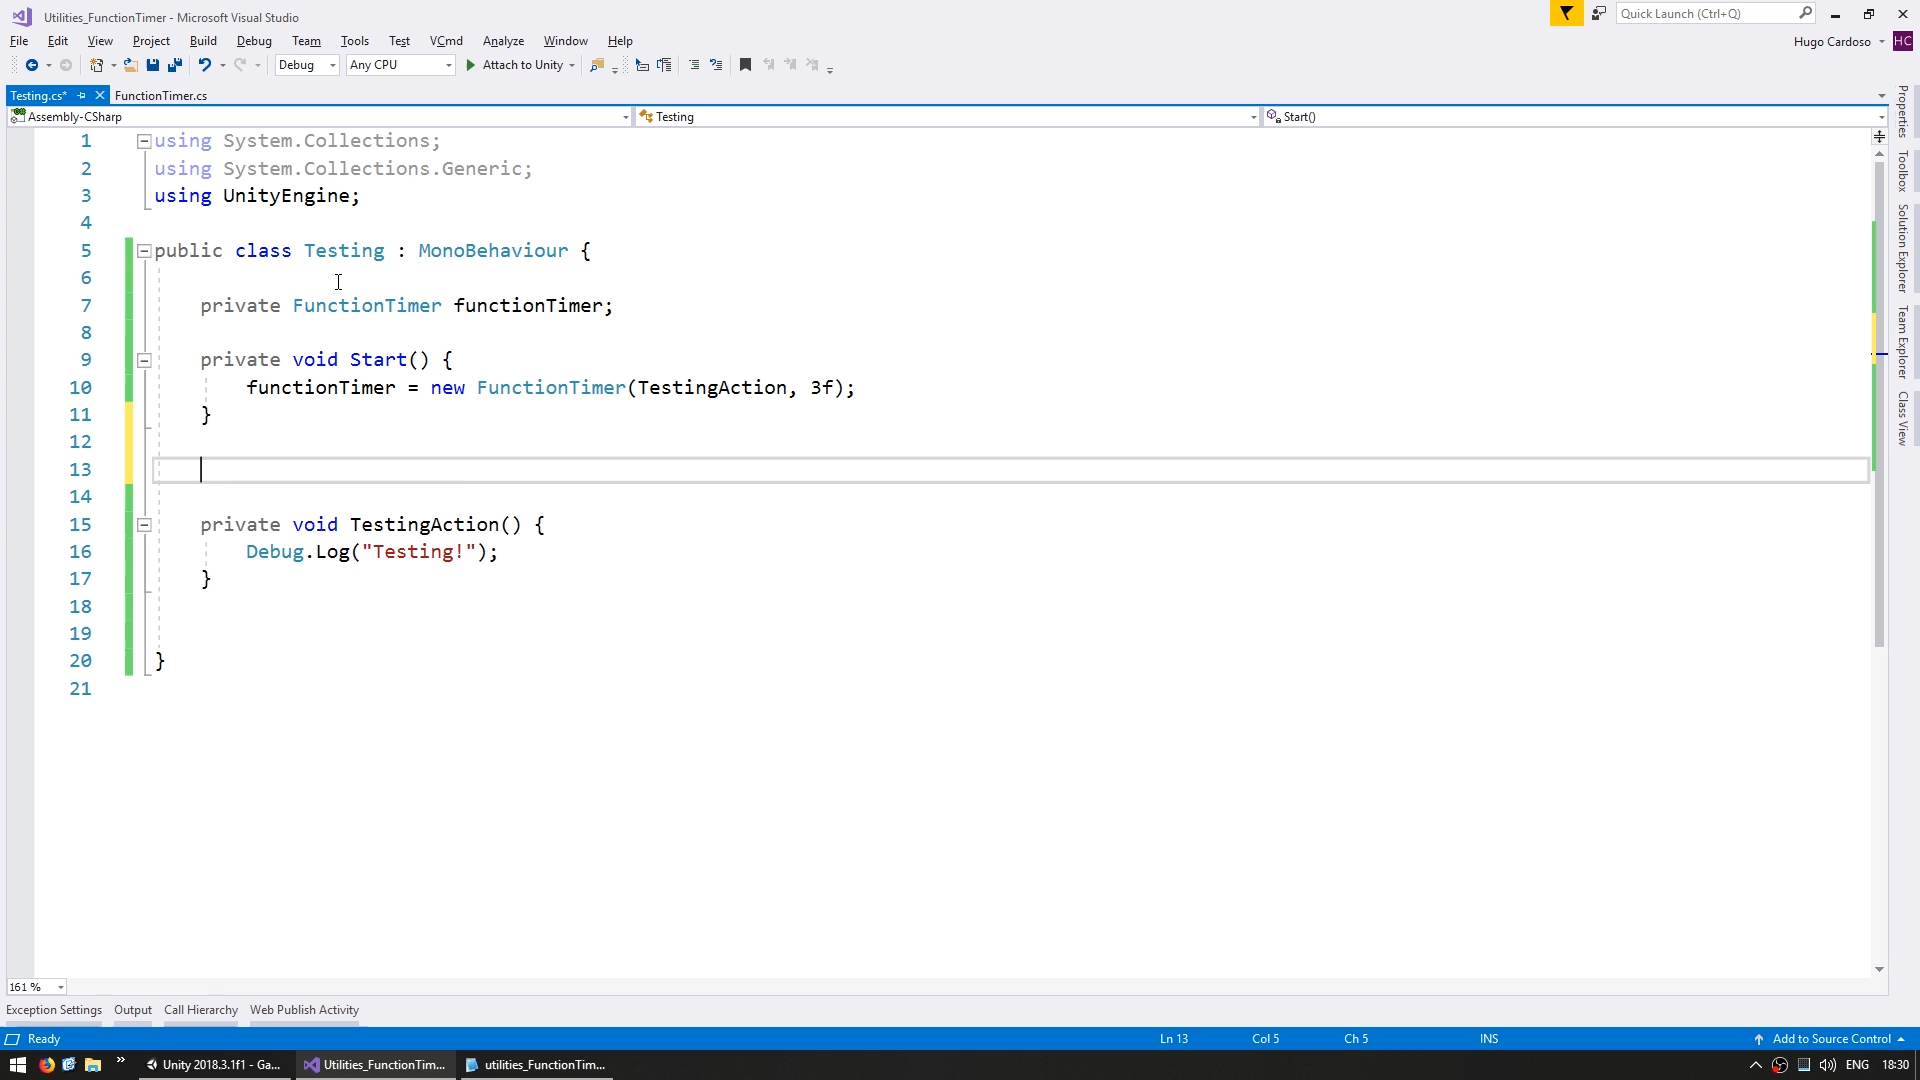 Utilities_FunctionTimer - Microsoft Visual Studio
Quick Launch (Ctrl+Q)
File Edit View Project Build Debug Team Tools Test VCmd Analyze Window Help
Hugo Cardoso HC
Debug Any CPU Attach to Unity
Testing.cs* FunctionTimer.cs
Assembly-CSharp Testing Start()
1 using System.Collections;
2 using System.Collections.Generic;
3 using UnityEngine;
4
5 public class Testing : MonoBehaviour {
6
7 private FunctionTimer functionTimer;
8
9 private void Start() {
10 functionTimer = new FunctionTimer(TestingAction, 3f);
11 }
12
13
14
15 private void TestingAction() {
16 Debug.Log("Testing!");
17 }
18
19
20 }
21
Properties
Toolbox
Solution Explorer
Team Explorer
Class View
161 %
Exception Settings Output Call Hierarchy Web Publish Activity
Ready Ln 13 Col 5 Ch 5 INS Add to Source Control
Unity 2018.3.1f1 - Ga... Utilities_FunctionTim... utilities_FunctionTim... ENG 18:30